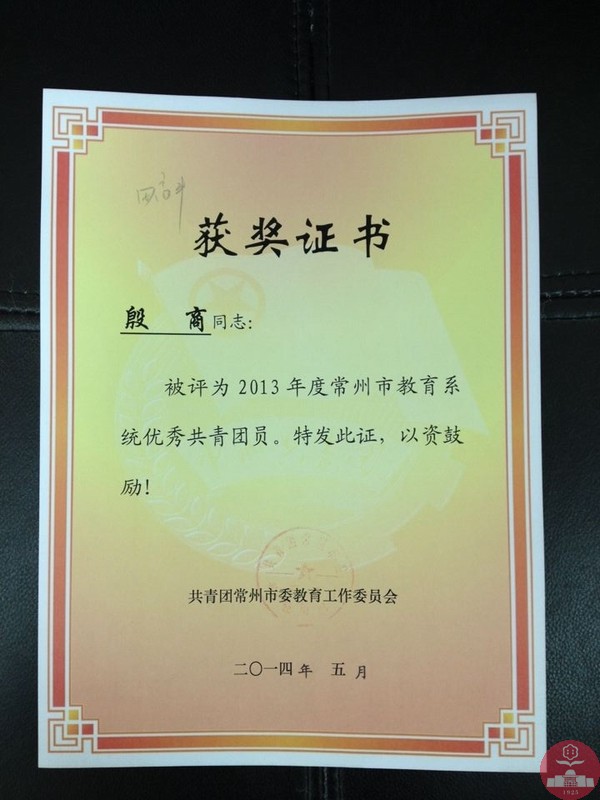 获奖证书
殷 商同志:
被评为2013年度常州市教育系
统优秀共青团员。特发此证,以资鼓
励!
共青团常州市委教育工作委员会
二〇一四年 五月
1925